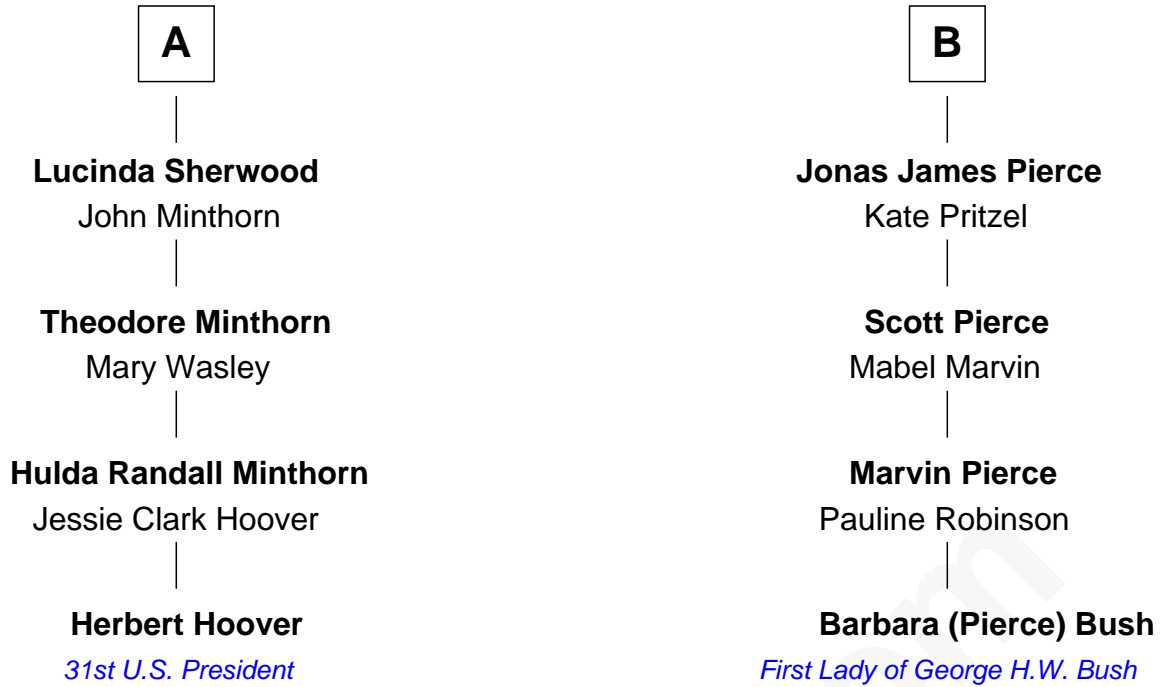 A
Lucinda Sherwood
John Minthorn
Theodore Minthorn
Mary Wasley
Hulda Randall Minthorn
Jessie Clark Hoover
Herbert Hoover
31st U.S. President
B
Jonas James Pierce
Kate Pritzel
Scott Pierce
Mabel Marvin
Marvin Pierce
Pauline Robinson
Barbara (Pierce) Bush
First Lady of George H.W. Bush